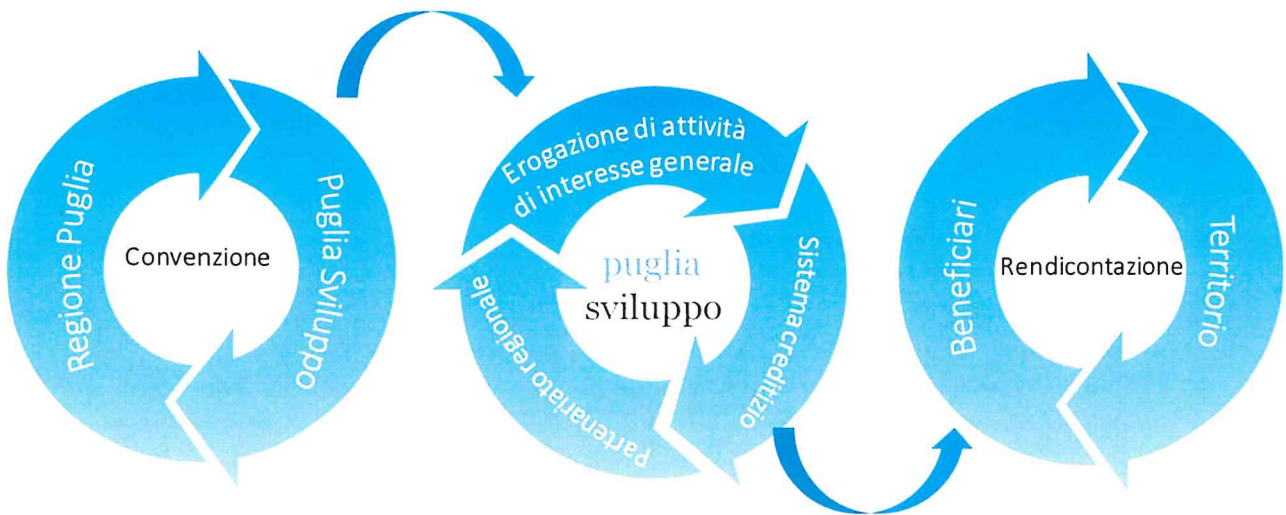 Regione Puglia
Convenzione
Puglia Sviluppo
Erogazione di attività
di interesse generale
puglia
sviluppo
Sistema creditizio
Partenariato regionale
Beneficiari
Rendicontazione
Territorio